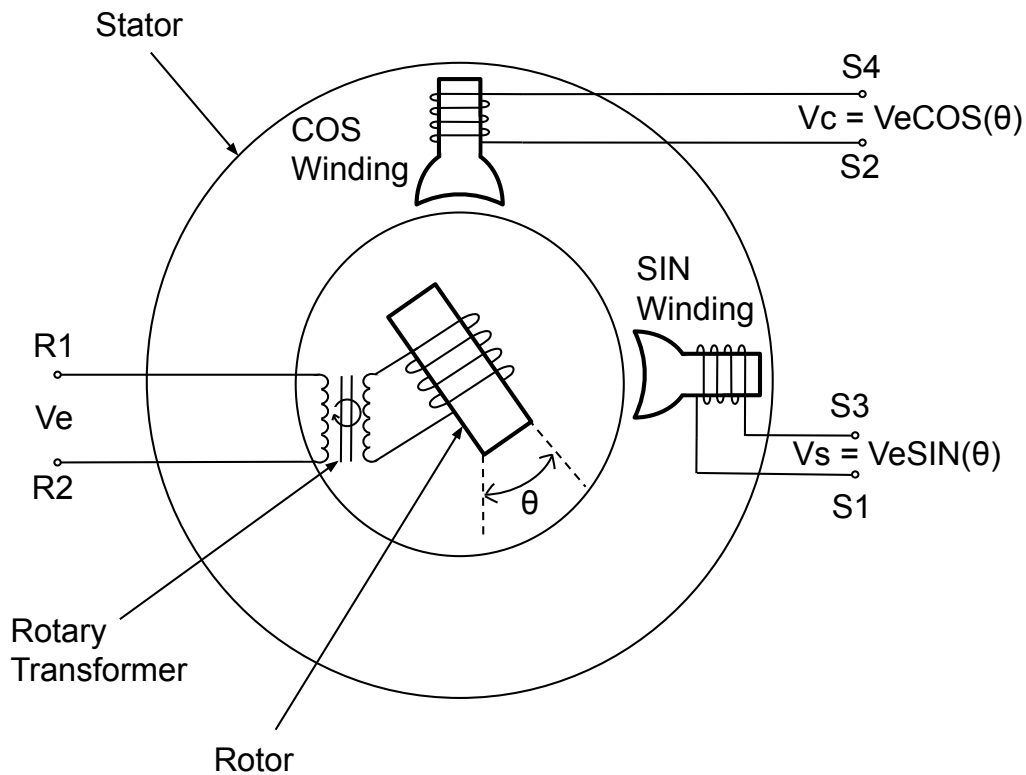 Stator
S4
COS
Winding
Vc = VeCOS(θ)
S2
SIN
Winding
R1
Ve
R2
S3
Vs = VeSIN(θ)
S1
θ
Rotary
Transformer
Rotor